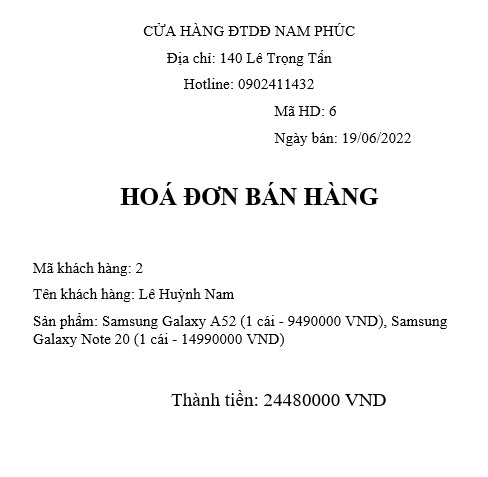 CỬA HÀNG ĐTDĐ NAM PHÚC
Địa chỉ: 140 Lê Trọng Tấn
Hotline: 0902411432
Mã HD: 6
Ngày bán: 19/06/2022
HOÁ ĐƠN BÁN HÀNG
Mã khách hàng: 2
Tên khách hàng: Lê Huỳnh Nam
Sản phẩm: Samsung Galaxy A52 (1 cái - 9490000 VND), Samsung
Galaxy Note 20 (1 cái - 14990000 VND)
Thành tiền: 24480000 VND